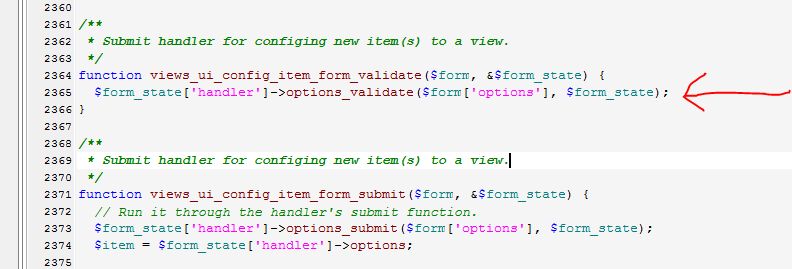 2360
2361 /**
2362 * Submit handler for configing new item(s) to a view.
2363 */
2364 function views_ui_config_item_form_validate($form, &$form_state) {
2365 $form_state['handler']->options_validate($form['options'], $form_state);
2366 }
2367
2368 /**
2369 * Submit handler for configing new item(s) to a view.
2370 */
2371 function views_ui_config_item_form_submit($form, &$form_state) {
2372 // Run it through the handler's submit function.
2373 $form_state['handler']->options_submit($form['options'], $form_state);
2374 $item = $form_state['handler']->options;
2375